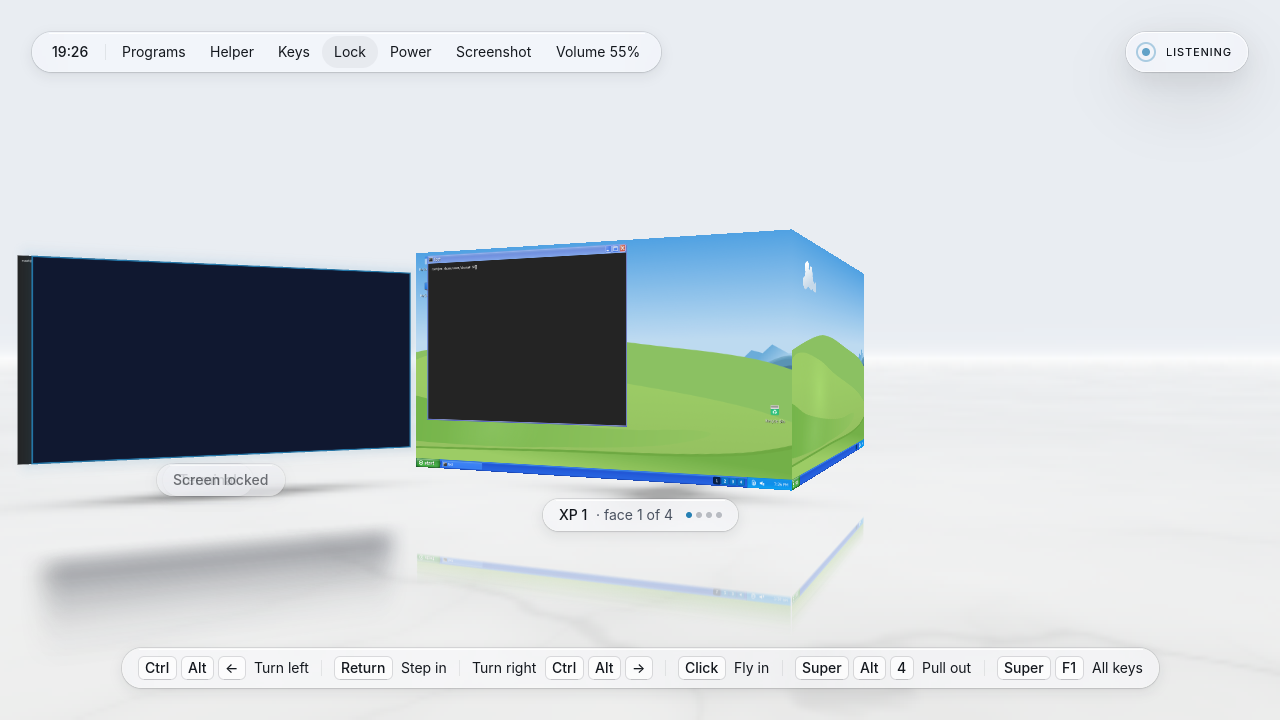 19:26 Programs Helper Keys Lock Power Screenshot Volume 55%
LISTENING
Screen locked
XP 1 · face 1 of 4
Ctrl Alt ← Turn left Return Step in Turn right Ctrl Alt → Click Fly in Super Alt 4 Pull out Super F1 All keys